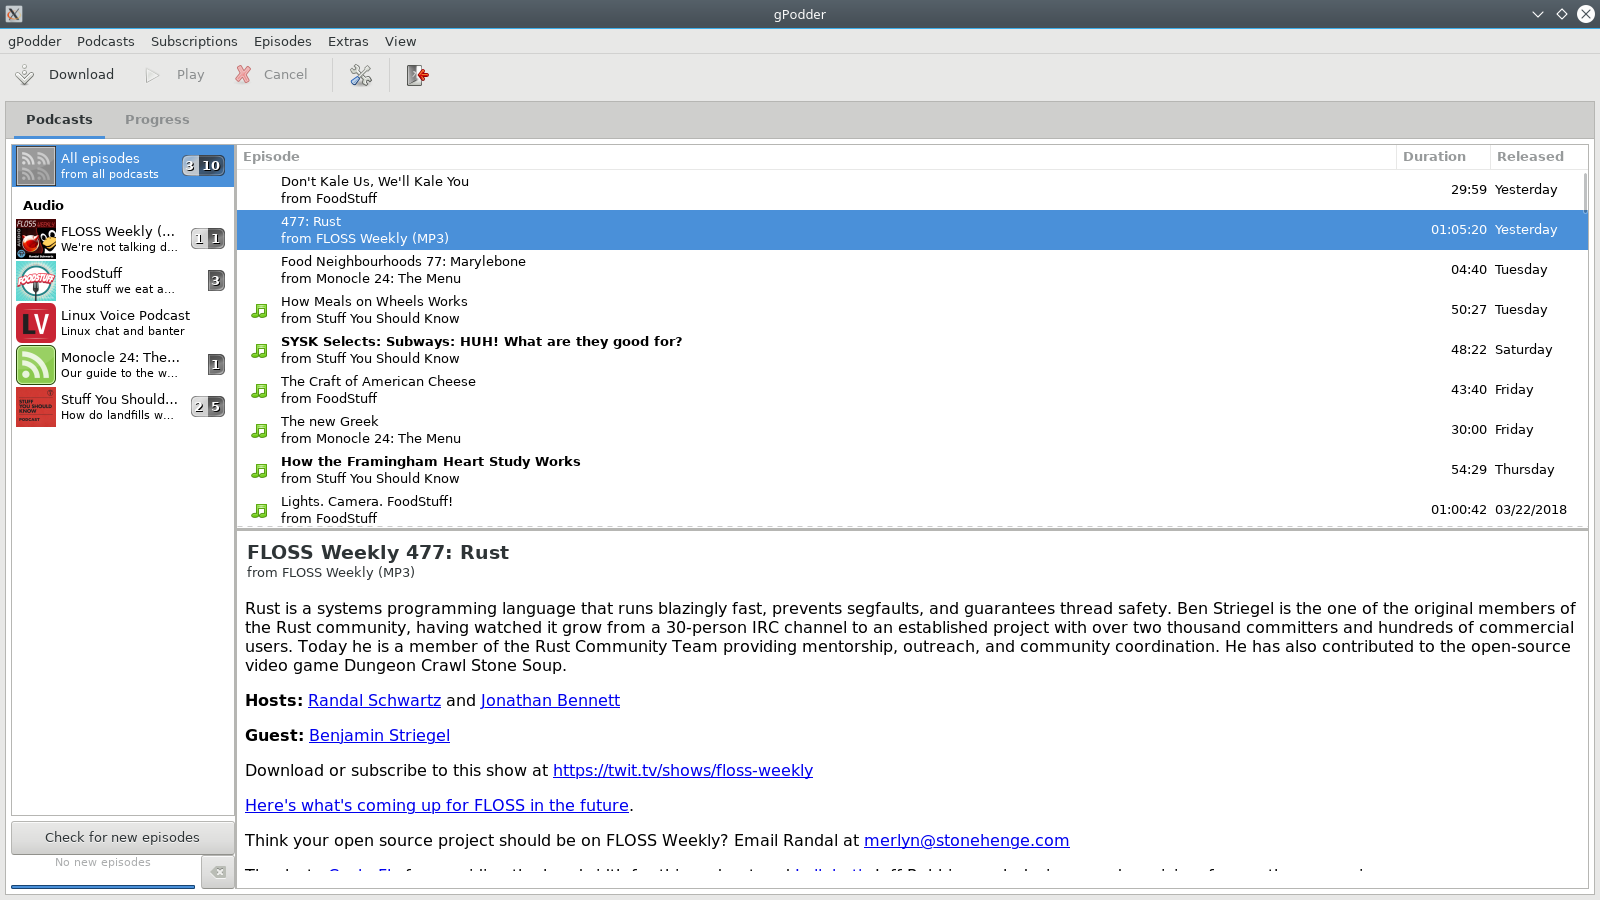 gPodder
gPodder Podcasts Subscriptions Episodes Extras View
Download Play Cancel
Podcasts Progress
All episodes
from all podcasts
3 10
Audio
FLOSS Weekly (...
We're not talking d...
1 1
FoodStuff
The stuff we eat a...
3
LV
Linux Voice Podcast
Linux chat and banter
Monocle 24: The...
Our guide to the w...
1
Stuff You Should...
How do landfills w...
2 5
Check for new episodes
No new episodes
Episode Duration Released
Don't Kale Us, We'll Kale You
from FoodStuff
29:59 Yesterday
477: Rust
from FLOSS Weekly (MP3)
01:05:20 Yesterday
Food Neighbourhoods 77: Marylebone
from Monocle 24: The Menu
04:40 Tuesday
How Meals on Wheels Works
from Stuff You Should Know
50:27 Tuesday
SYSK Selects: Subways: HUH! What are they good for?
from Stuff You Should Know
48:22 Saturday
The Craft of American Cheese
from FoodStuff
43:40 Friday
The new Greek
from Monocle 24: The Menu
30:00 Friday
How the Framingham Heart Study Works
from Stuff You Should Know
54:29 Thursday
Lights. Camera. FoodStuff!
from FoodStuff
01:00:42 03/22/2018
FLOSS Weekly 477: Rust
from FLOSS Weekly (MP3)
Rust is a systems programming language that runs blazingly fast, prevents segfaults, and guarantees thread safety. Ben Striegel is the one of the original members of
the Rust community, having watched it grow from a 30-person IRC channel to an established project with over two thousand committers and hundreds of commercial
users. Today he is a member of the Rust Community Team providing mentorship, outreach, and community coordination. He has also contributed to the open-source
video game Dungeon Crawl Stone Soup.
Hosts: Randal Schwartz and Jonathan Bennett
Guest: Benjamin Striegel
Download or subscribe to this show at https://twit.tv/shows/floss-weekly
Here's what's coming up for FLOSS in the future.
Think your open source project should be on FLOSS Weekly? Email Randal at merlyn@stonehenge.com